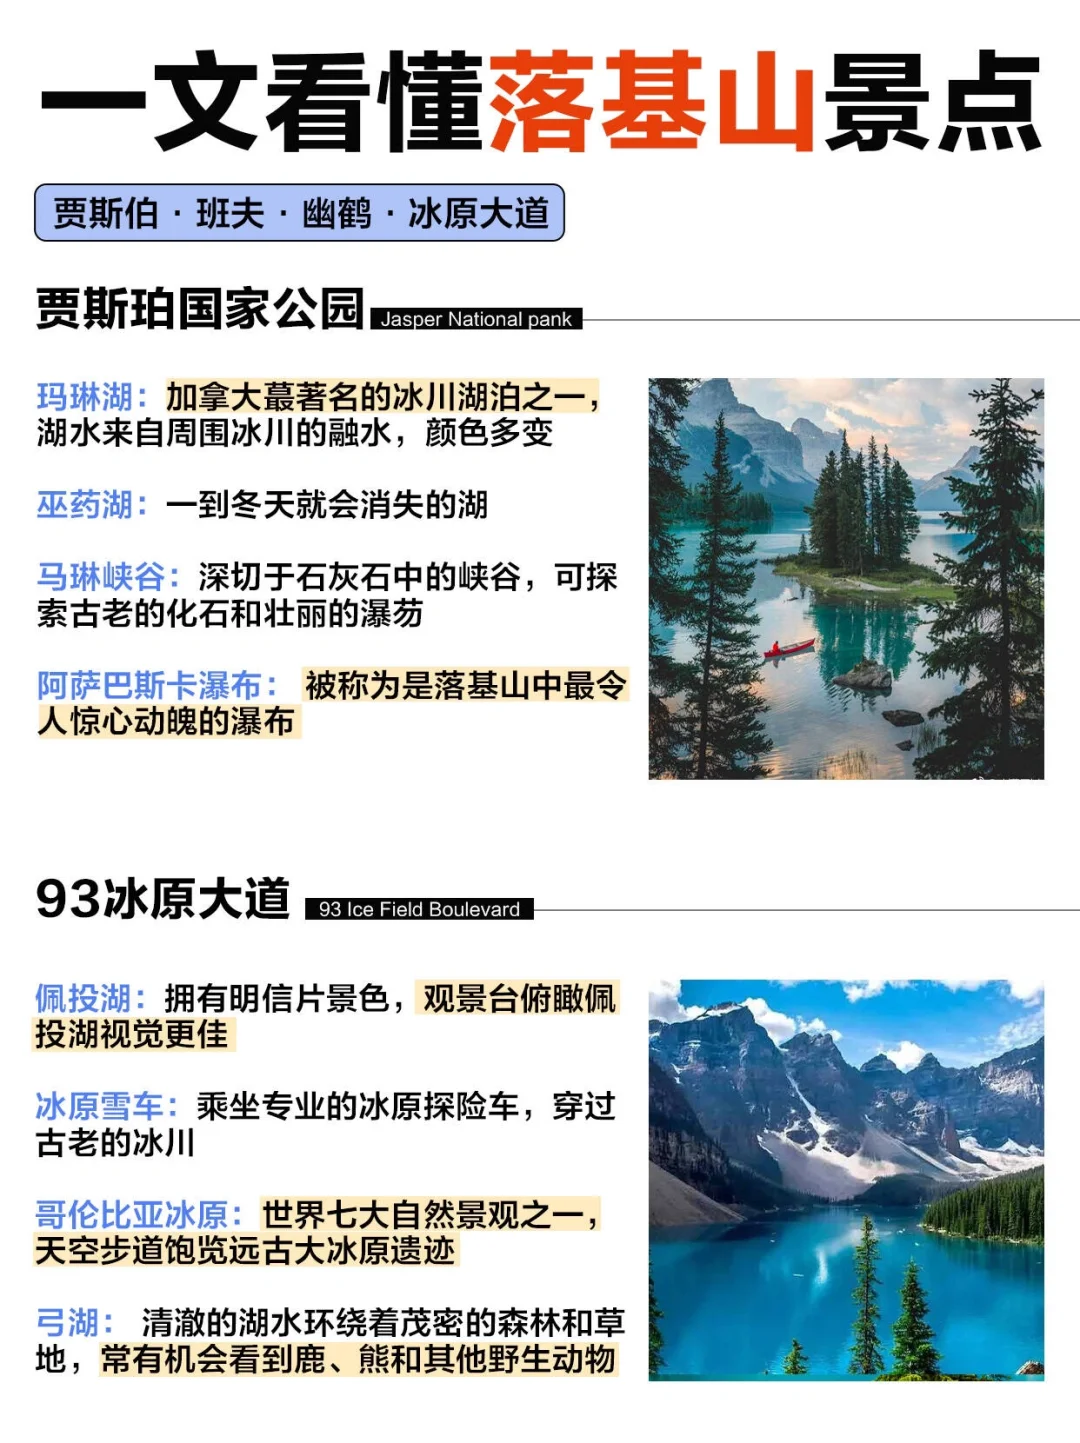 一文看懂落基山景点
贾斯伯 · 班夫 · 幽鹤 · 冰原大道
贾斯珀国家公园 Jasper National pank
玛琳湖：加拿大蕞著名的冰川湖泊之一，
湖水来自周围冰川的融水，颜色多变
巫药湖：一到冬天就会消失的湖
马琳峡谷：深切于石灰石中的峡谷，可探
索古老的化石和壮丽的瀑芴
阿萨巴斯卡瀑布： 被称为是落基山中最令
人惊心动魄的瀑布
93冰原大道 93 Ice Field Boulevard
佩投湖：拥有明信片景色，观景台俯瞰佩
投湖视觉更佳
冰原雪车：乘坐专业的冰原探险车，穿过
古老的冰川
哥伦比亚冰原：世界七大自然景观之一，
天空步道饱览远古大冰原遗迹
弓湖： 清澈的湖水环绕着茂密的森林和草
地，常有机会看到鹿、熊和其他野生动物